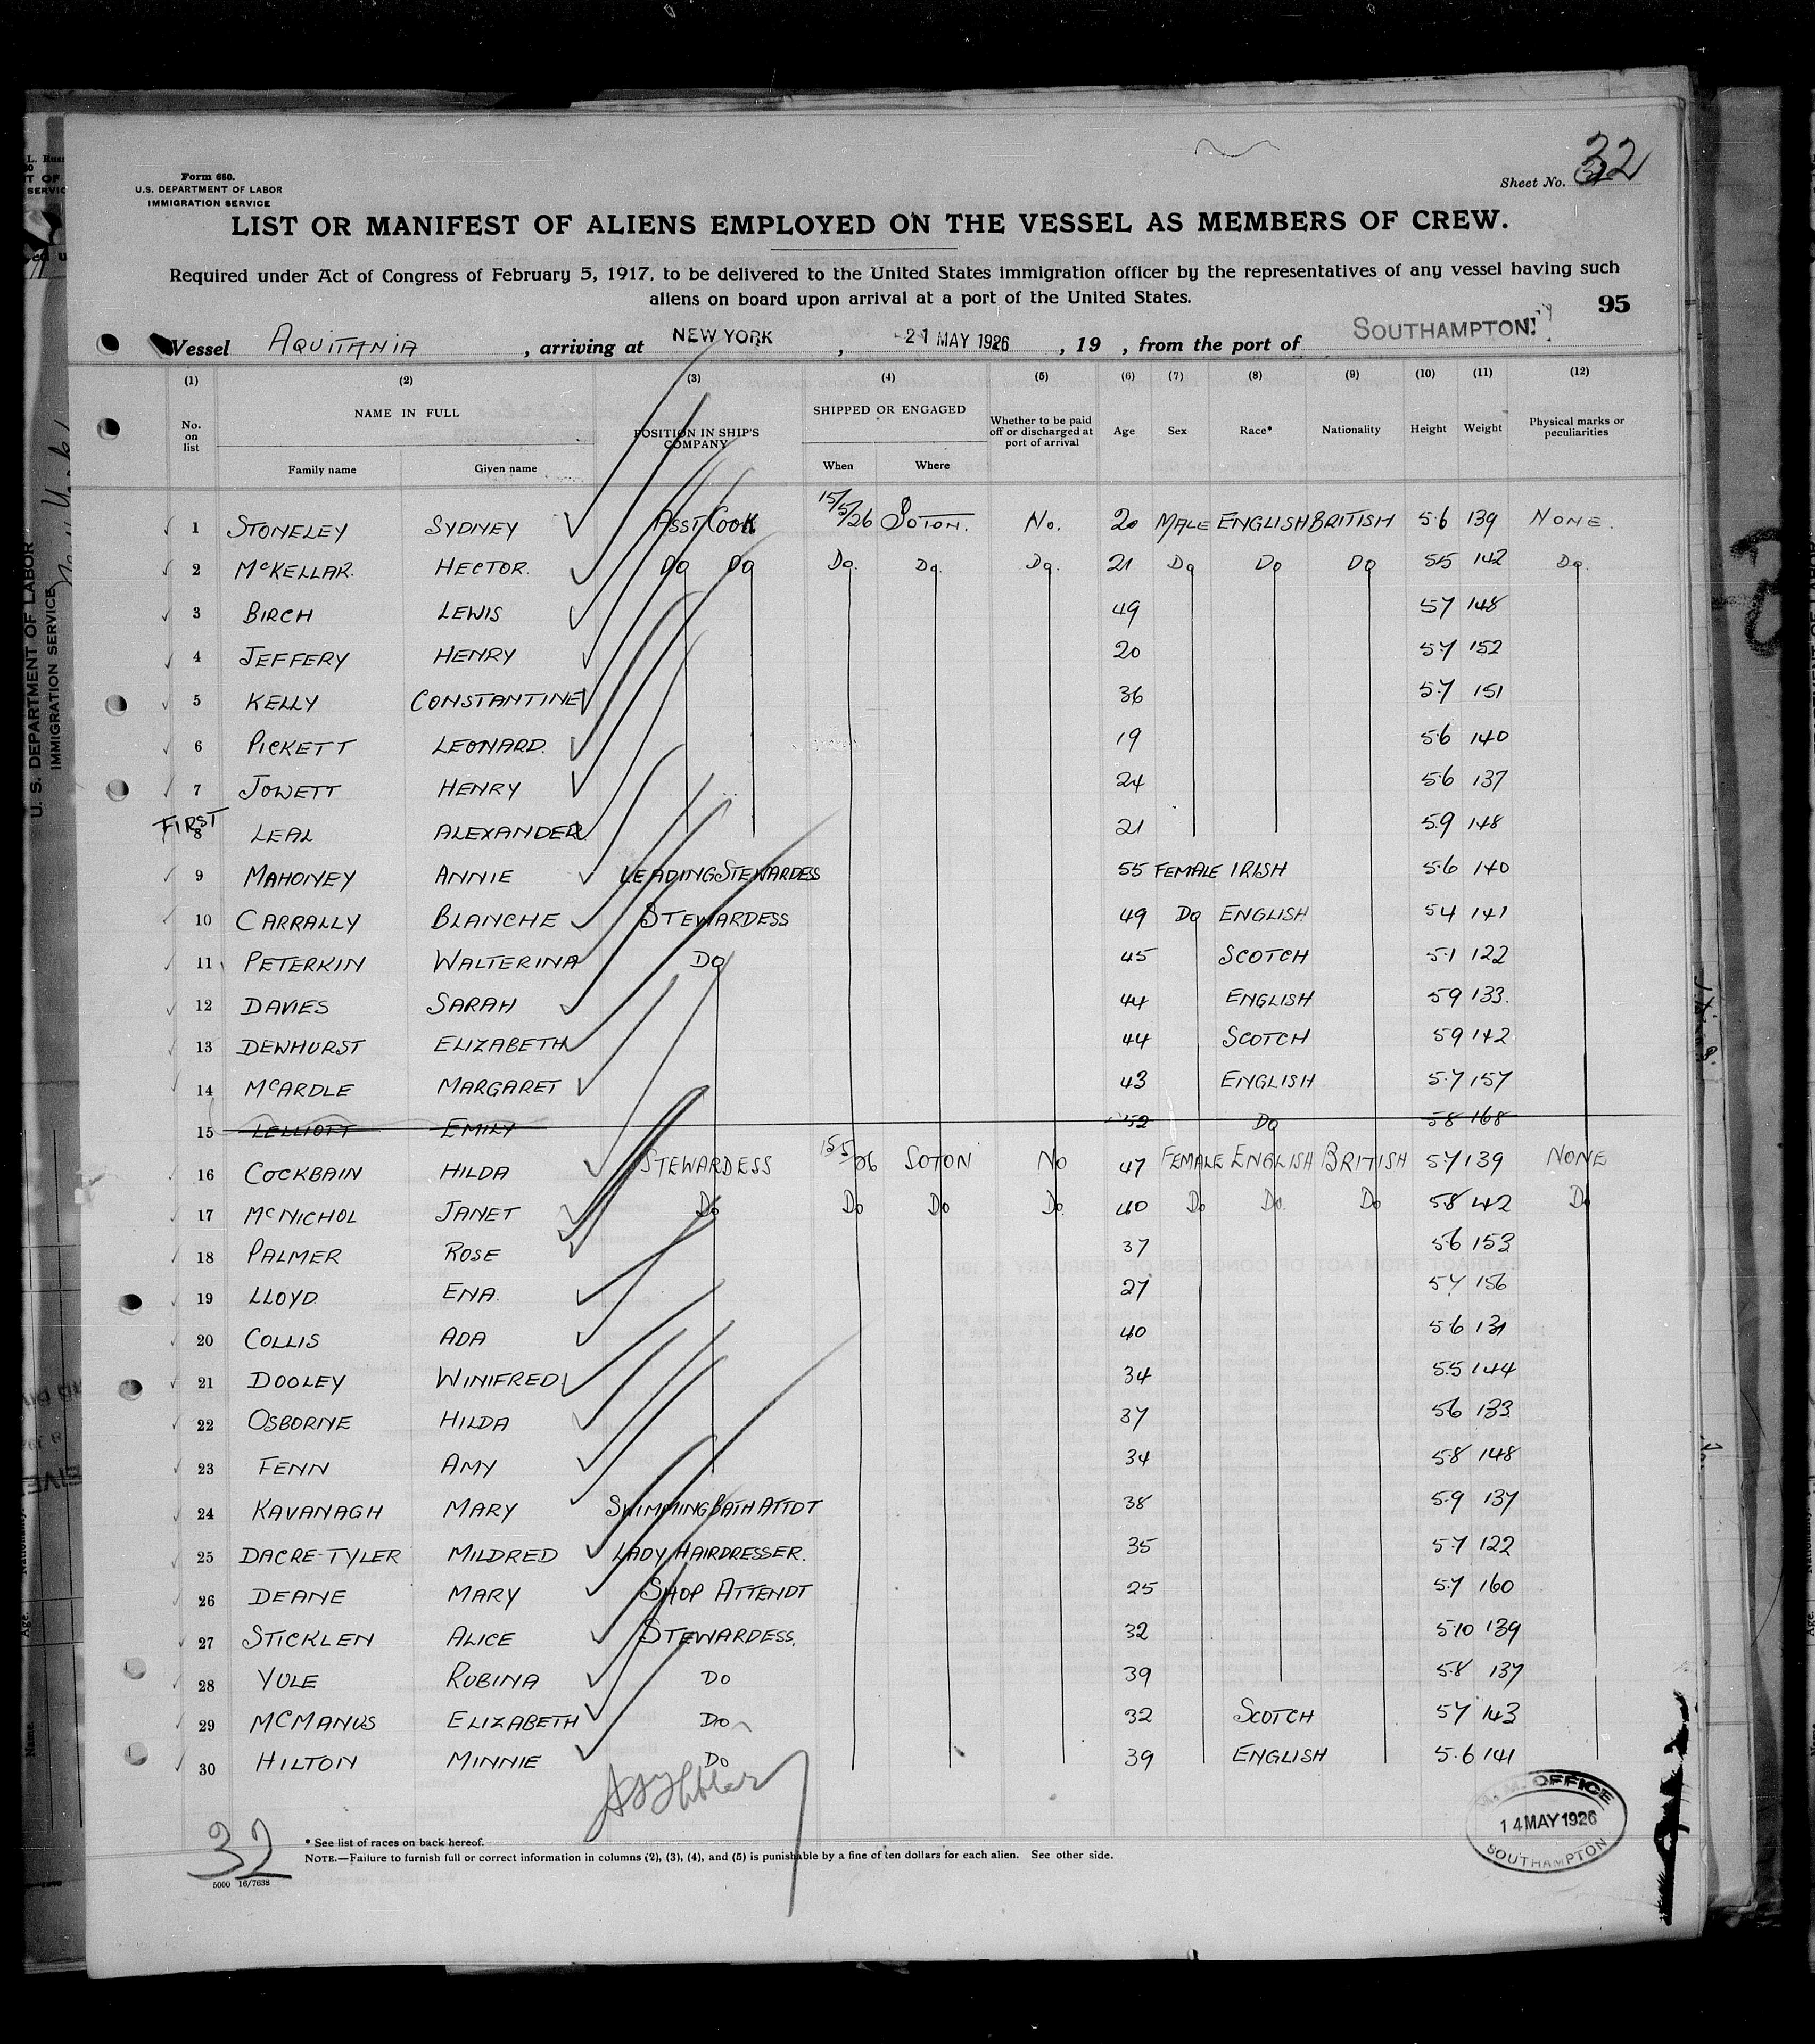 Form 680.
U.S. DEPARTMENT OF LABOR
IMMIGRATION SERVICE
Sheet No. 32
LIST OR MANIFEST OF ALIENS EMPLOYED ON THE VESSEL AS MEMBERS OF CREW.
Required under Act of Congress of February 5, 1917, to be delivered to the United States immigration officer by the representatives of any vessel having such
aliens on board upon arrival at a port of the United States.
95
Vessel AQUITANIA, arriving at NEW YORK, 21 MAY 1926, 19 , from the port of SOUTHAMPTON
(1) (2) (3) (4) (5) (6) (7) (8) (9) (10) (11) (12)
No. on list NAME IN FULL Family name Given name POSITION IN SHIP'S COMPANY SHIPPED OR ENGAGED When Where Whether to be paid off or discharged at port of arrival Age Sex Race* Nationality Height Weight Physical marks or peculiarities
1 STONELEY SYDNEY ASST COOK 15/5/26 SOTON. No. 20 MALE ENGLISH BRITISH 5.6 139 NONE.
2 McKELLAR. HECTOR. DO DO DO. DO. DO. 21 DO DO DO 5.5 142 DO.
3 BIRCH LEWIS 49 5.7 148
4 JEFFERY HENRY 20 5.7 152
5 KELLY CONSTANTINE 36 5.7 151
6 PICKETT LEONARD. 19 5.6 140
7 JOWETT HENRY 24 5.6 137
FIRST
8 LEAL ALEXANDER 21 5.9 148
9 MAHONEY ANNIE LEADING STEWARDESS 55 FEMALE IRISH 5.6 140
10 CARRALLY BLANCHE STEWARDESS 49 DO ENGLISH 5.4 141
11 PETERKIN WALTERINA DO 45 SCOTCH 5.1 122
12 DAVIES SARAH 44 ENGLISH 5.9 133.
13 DEWHURST ELIZABETH 44 SCOTCH 5.9 142
14 McARDLE MARGARET 43 ENGLISH 5.7 157
15 LELLIOTT EMILY 52 DO 5.8 168
16 COCKBAIN HILDA STEWARDESS SOTON NO 47 FEMALE ENGLISH BRITISH 5.7 139 NONE
17 McNICHOL JANET DO DO DO DO 40 DO DO. DO 5.8 42 DO
18 PALMER ROSE 37 5.6 153
19 LLOYD. ENA. 27 5.7 156
20 COLLIS ADA 40 5.6 131
21 DOOLEY WINIFRED 34 5.5 144
22 OSBORNE HILDA 37 5.6 133
23 FENN AMY 34 5.8 148
24 KAVANAGH MARY SWIMMING BATH ATTDT 38 5.9 137
25 DACRE-TYLER MILDRED LADY HAIRDRESSER. 35 5.7 122
26 DEANE MARY SHOP ATTENDT 25 5.7 160
27 STICKLEN ALICE STEWARDESS. 32 5.10 139
28 YULE RUBINA DO 39 5.8 137
29 MCMANUS ELIZABETH DO 32 SCOTCH 5.7 143
30 HILTON MINNIE DO 39 ENGLISH 5.6 141
32
* See list of races on back hereof.
NOTE.—Failure to furnish full or correct information in columns (2), (3), (4), and (5) is punishable by a fine of ten dollars for each alien. See other side.
5000 16/7638
M.M. OFFICE
14 MAY 1926
SOUTHAMPTON
U. S. DEPARTMENT OF LABOR
IMMIGRATION SERVICE